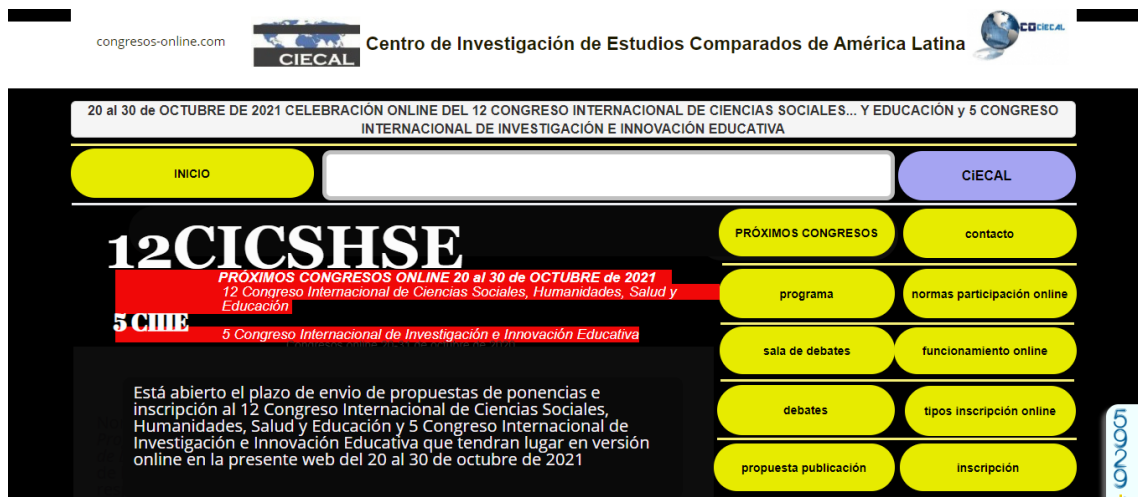 congresos-online.com
CIECAL
Centro de Investigación de Estudios Comparados de América Latina
COCIECAL
20 al 30 de OCTUBRE DE 2021 CELEBRACIÓN ONLINE DEL 12 CONGRESO INTERNACIONAL DE CIENCIAS SOCIALES... Y EDUCACIÓN y 5 CONGRESO
INTERNACIONAL DE INVESTIGACIÓN E INNOVACIÓN EDUCATIVA
INICIO
CiECAL
12CICSHSE
PRÓXIMOS CONGRESOS ONLINE 20 al 30 de OCTUBRE de 2021
12 Congreso Internacional de Ciencias Sociales, Humanidades, Salud y
Educación
5 CIIIE
5 Congreso Internacional de Investigación e Innovación Educativa
Está abierto el plazo de envio de propuestas de ponencias e
inscripción al 12 Congreso Internacional de Ciencias Sociales,
Humanidades, Salud y Educación y 5 Congreso Internacional de
Investigación e Innovación Educativa que tendran lugar en versión
online en la presente web del 20 al 30 de octubre de 2021
PRÓXIMOS CONGRESOS
contacto
programa
normas participación online
sala de debates
funcionamiento online
debates
tipos inscripción online
propuesta publicación
inscripción
5929